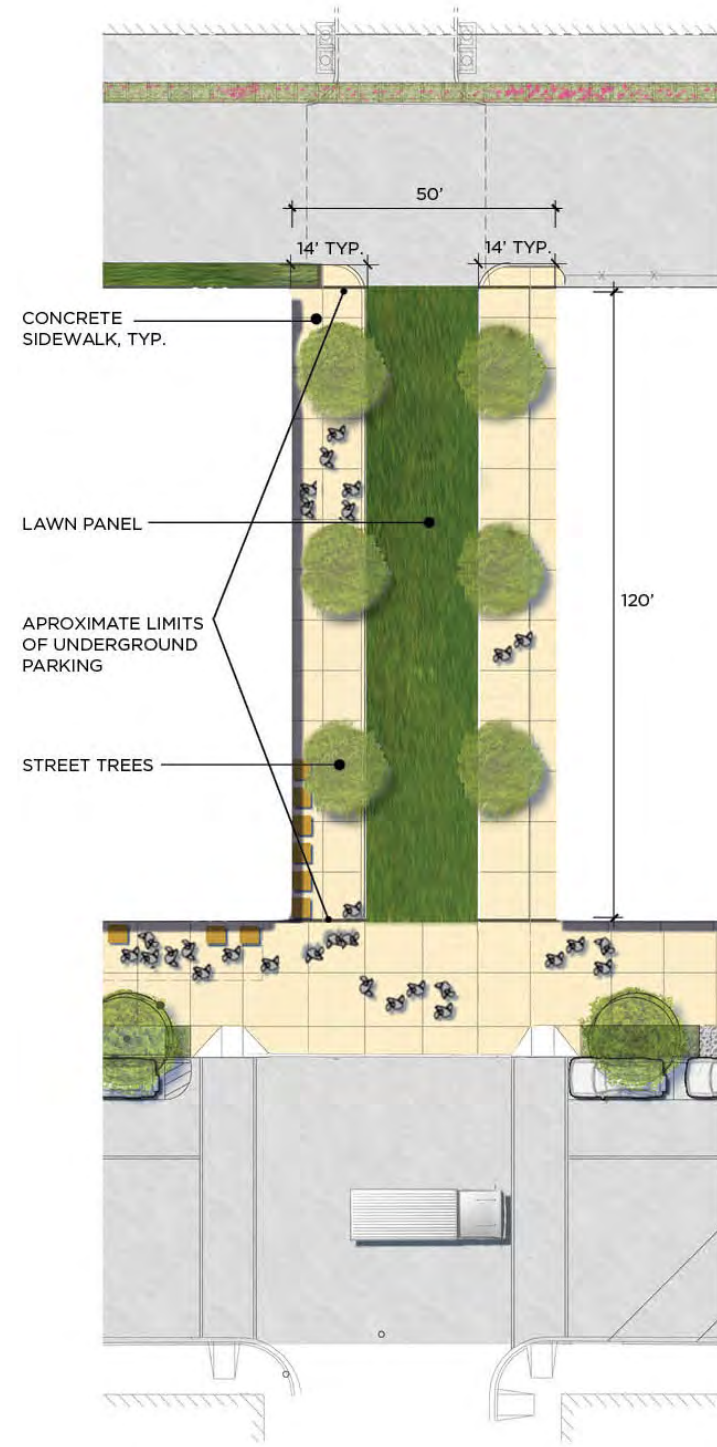 50'
14' TYP.
14' TYP.
CONCRETE
SIDEWALK, TYP.
LAWN PANEL
120'
APROXIMATE LIMITS
OF UNDERGROUND
PARKING
STREET TREES